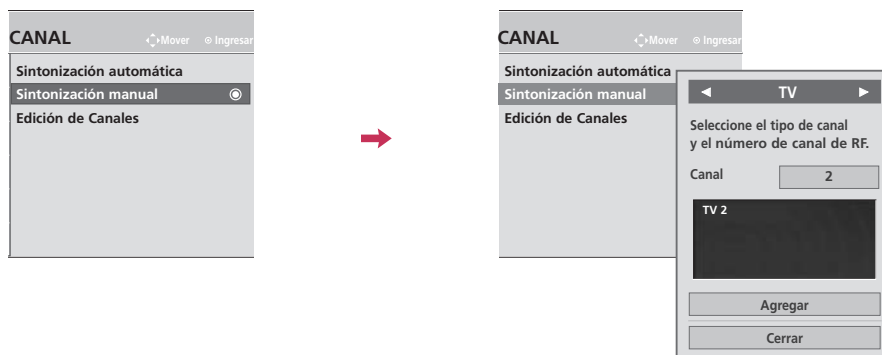 CANAL Mover Ingresar
Sintonización automática
Sintonización manual
Edición de Canales
CANAL Mover Ingresar
Sintonización automática
Sintonización manual
Edición de Canales
TV
Seleccione el tipo de canal
y el número de canal de RF.
Canal 2
TV 2
Agregar
Cerrar